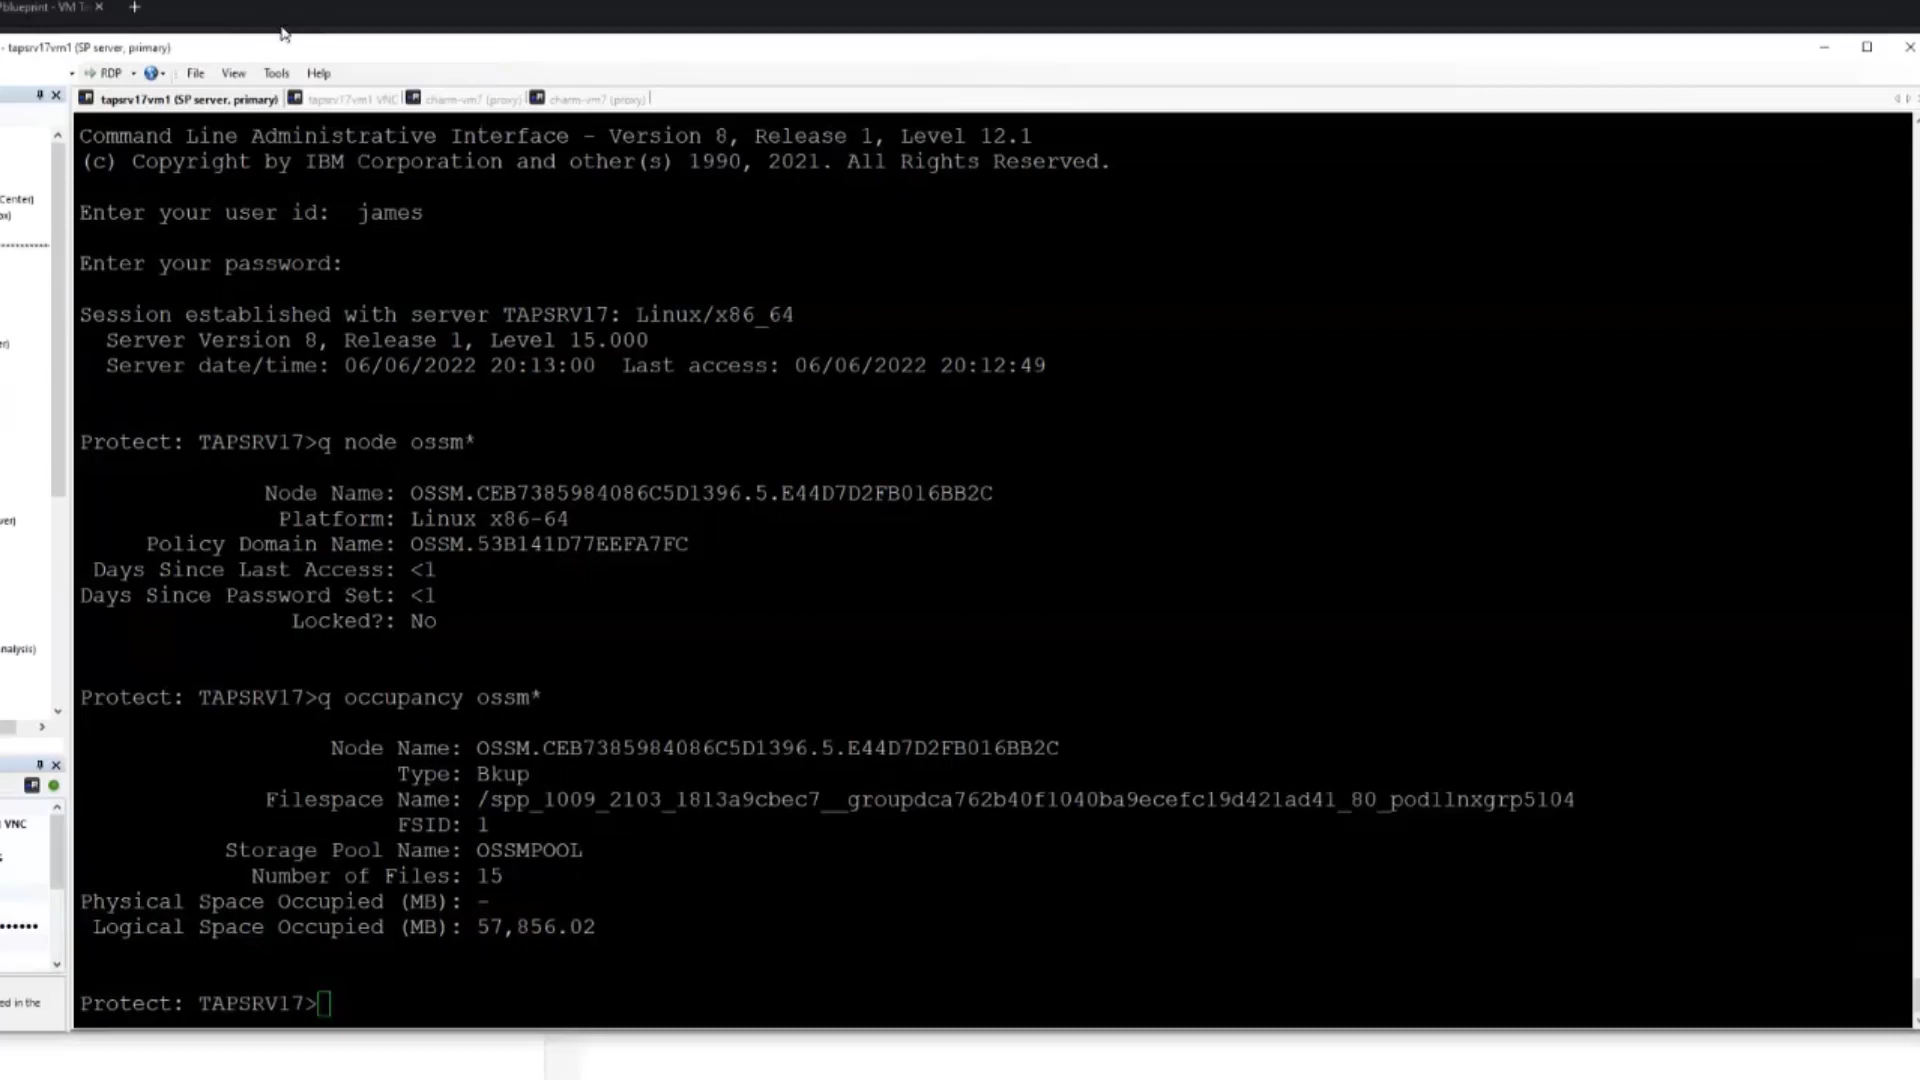 blueprint - VM T
- tapsrv17vm1 (SP server, primary)
RDP File View Tools Help
tapsrv17vm1 (SP server, primary) tapsrv17vm1 VNC charm-vm7 (proxy) charm-vm7 (proxy)
Center)
nalysis)
VNC
ed in the
Command Line Administrative Interface - Version 8, Release 1, Level 12.1
(c) Copyright by IBM Corporation and other(s) 1990, 2021. All Rights Reserved.
Enter your user id:  james
Enter your password:
Session established with server TAPSRV17: Linux/x86_64
Server Version 8, Release 1, Level 15.000
Server date/time: 06/06/2022 20:13:00  Last access: 06/06/2022 20:12:49
Protect: TAPSRV17>q node ossm*
Node Name: OSSM.CEB7385984086C5D1396.5.E44D7D2FB016BB2C
Platform: Linux x86-64
Policy Domain Name: OSSM.53B141D77EEFA7FC
Days Since Last Access: <1
Days Since Password Set: <1
Locked?: No
Protect: TAPSRV17>q occupancy ossm*
Node Name: OSSM.CEB7385984086C5D1396.5.E44D7D2FB016BB2C
Type: Bkup
Filespace Name: /spp_1009_2103_1813a9cbec7__groupdca762b40f1040ba9ecefc19d421ad41_80_pod1lnxgrp5104
FSID: 1
Storage Pool Name: OSSMPOOL
Number of Files: 15
Physical Space Occupied (MB): -
Logical Space Occupied (MB): 57,856.02
Protect: TAPSRV17>